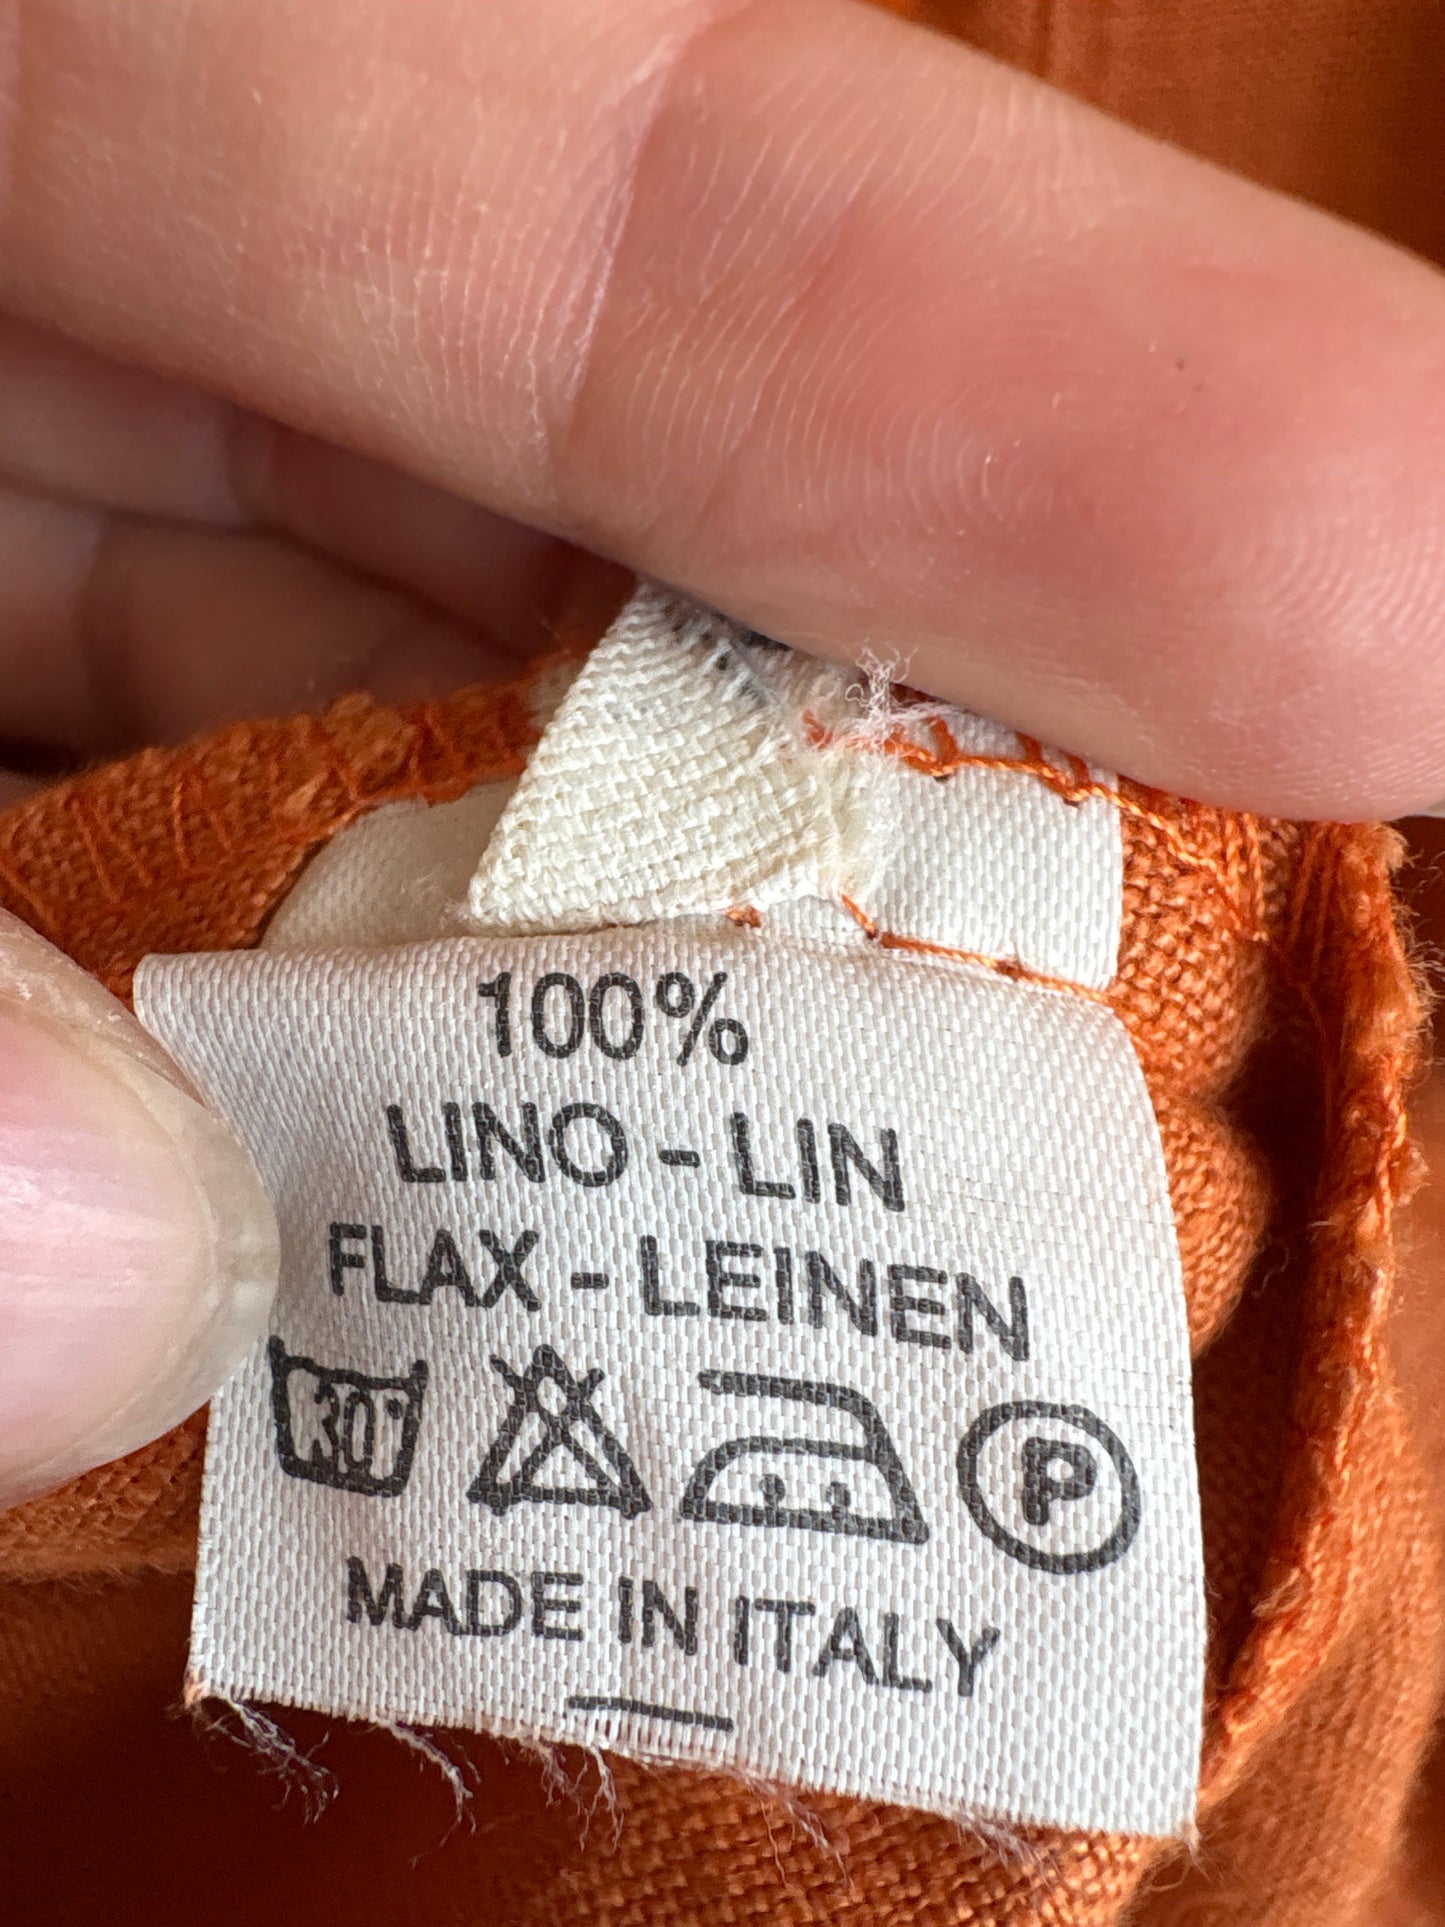 100%
LINO - LIN
FLAX - LEINEN
30°
P
MADE IN ITALY